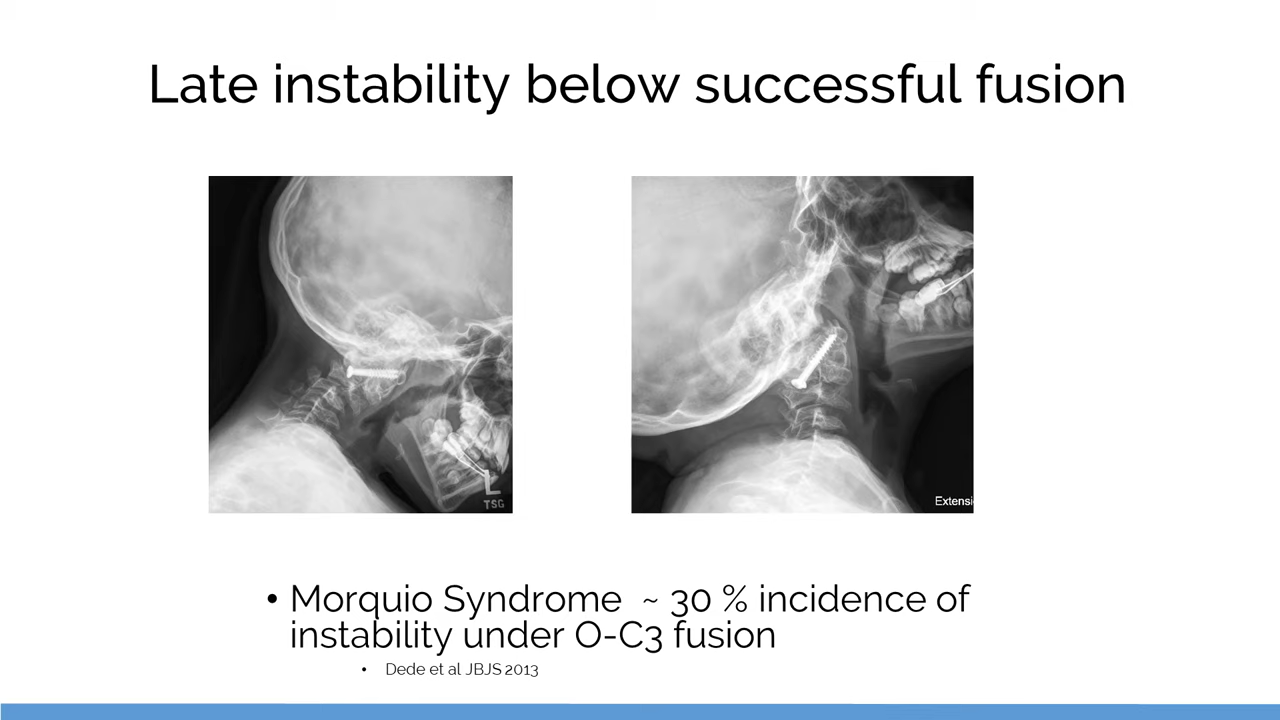 Late instability below successful fusion
L
TSG
Extensi
• Morquio Syndrome ~ 30 % incidence of
instability under O-C3 fusion
• Dede et al JBJS 2013